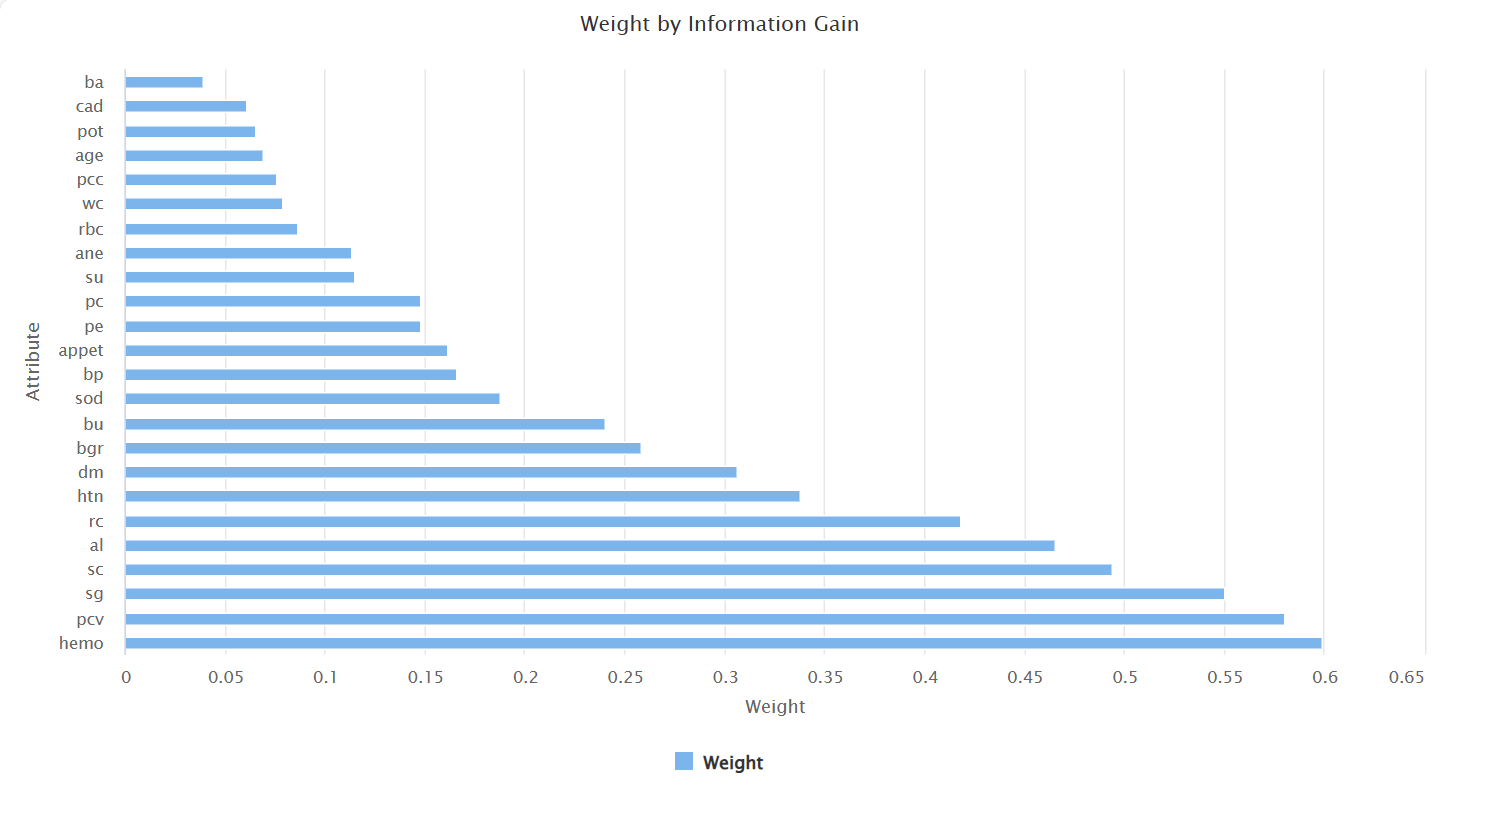 Weight by Information Gain
Attribute
ba
cad
pot
age
pcc
wc
rbc
ane
su
pc
pe
appet
bp
sod
bu
bgr
dm
htn
rc
al
sc
sg
pcv
hemo
0 0.05 0.1 0.15 0.2 0.25 0.3 0.35 0.4 0.45 0.5 0.55 0.6 0.65
Weight
Weight